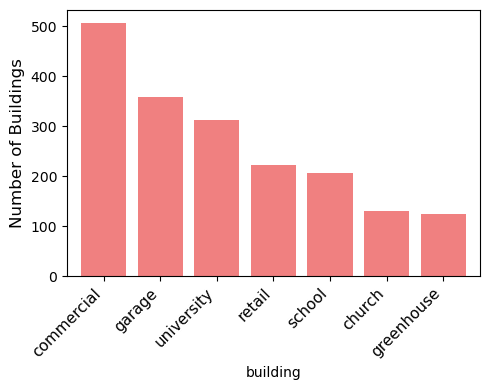 Number of Buildings
500
400
300
200
100
0
commercial
garage
university
retail
school
church
greenhouse
building